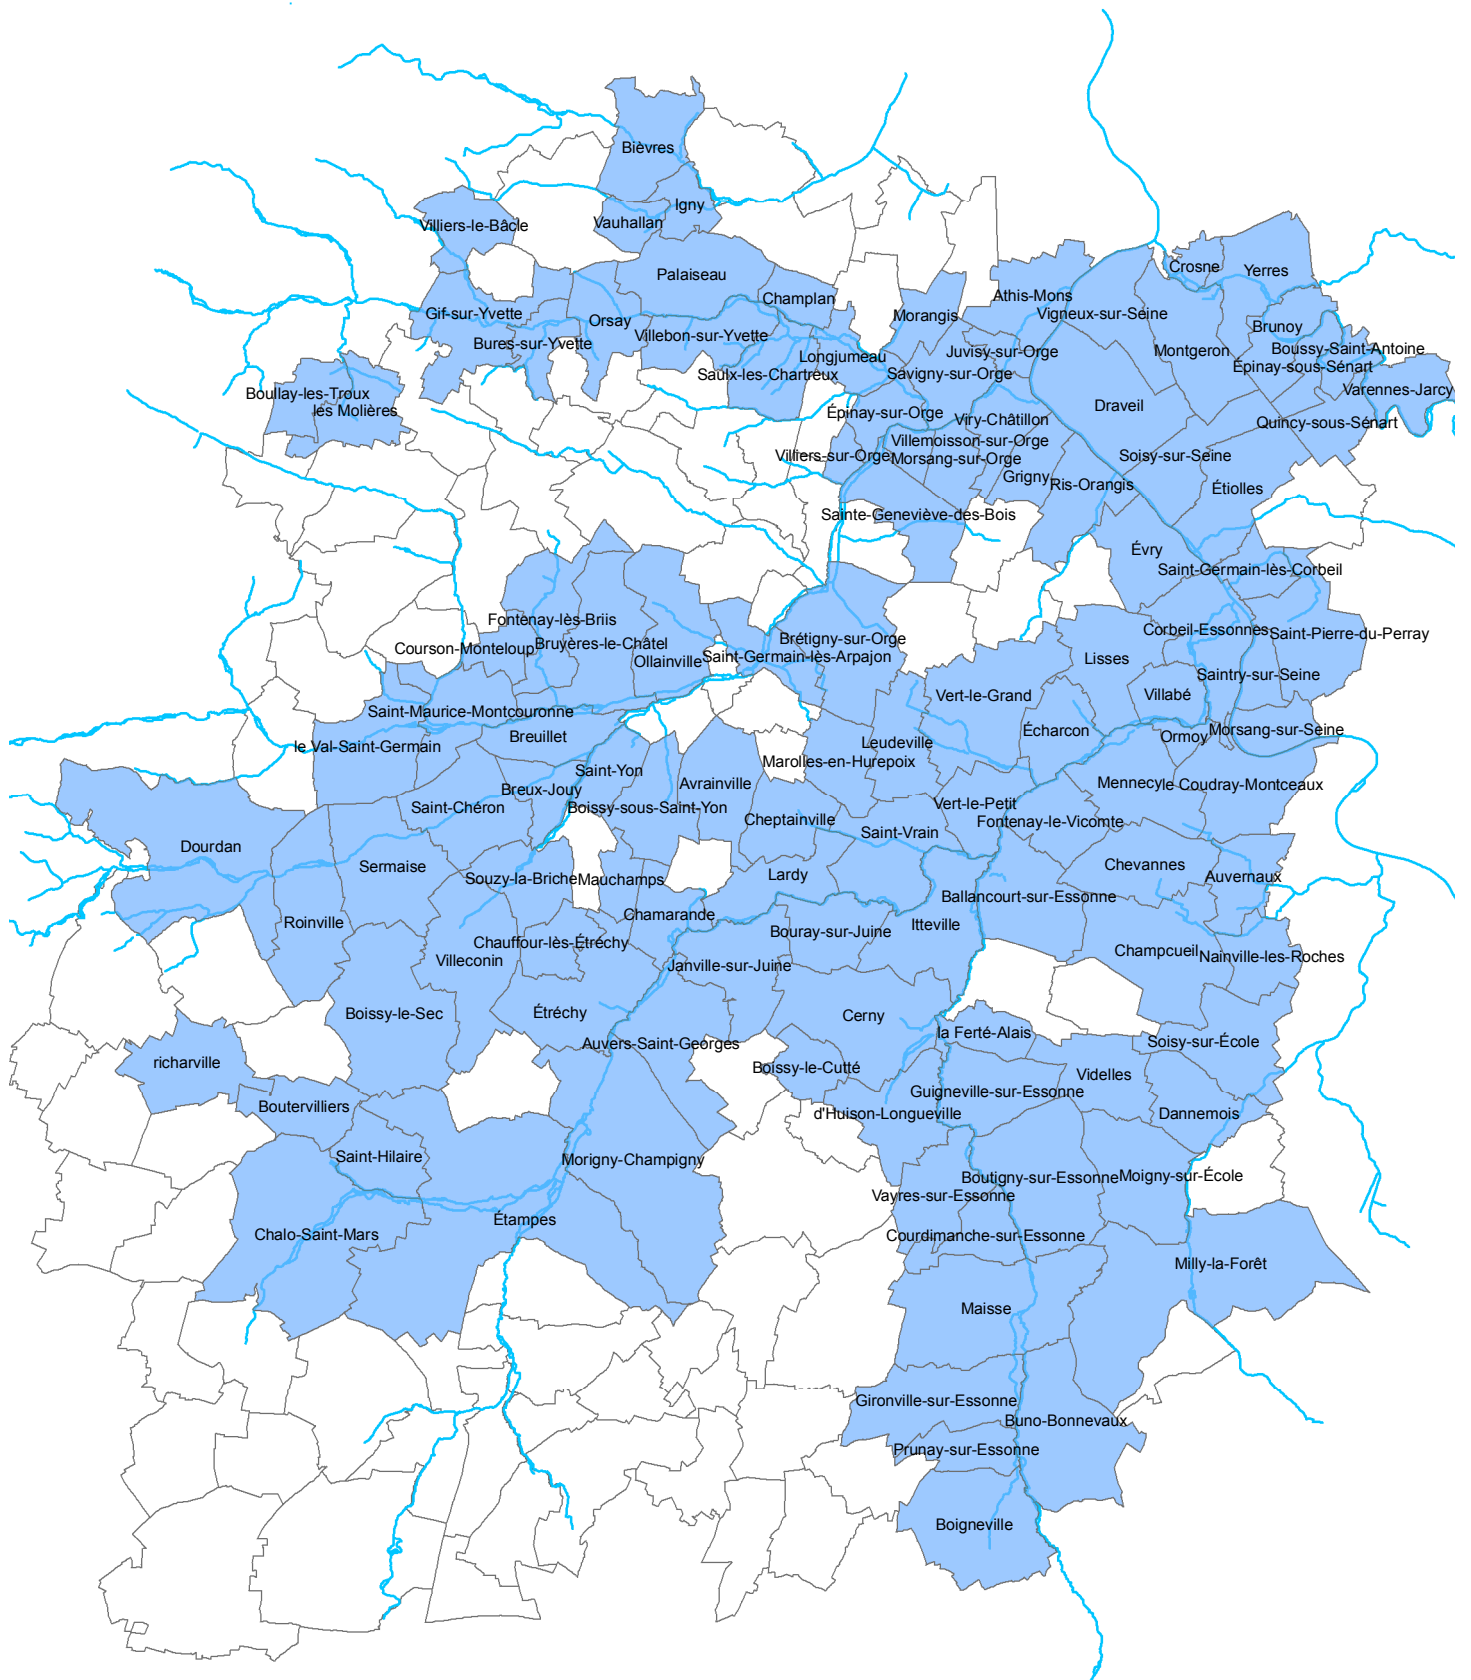 Bièvres
Igny
Villiers-le-Bâcle
Vauhallan
Crosne
Yerres
Palaiseau
Champlan
Athis-Mons
Gif-sur-Yvette
Orsay
Morangis
Vigneux-sur-Seine
Brunoy
Bures-sur-Yvette
Villebon-sur-Yvette
Longjumeau
Juvisy-sur-Orge
Montgeron
Boussy-Saint-Antoine
Saulx-les-Chartreux
Savigny-sur-Orge
Épinay-sous-Sénart
Boullay-les-Troux
Varennes-Jarcy
les Molières
Épinay-sur-Orge
Viry-Châtillon
Draveil
Quincy-sous-Sénart
Villemoisson-sur-Orge
Villiers-sur-Orge
Morsang-sur-Orge
Soisy-sur-Seine
Grigny
Ris-Orangis
Étiolles
Sainte-Geneviève-des-Bois
Évry
Saint-Germain-lès-Corbeil
Fontenay-lès-Briis
Courson-Monteloup
Bruyères-le-Châtel
Brétigny-sur-Orge
Corbeil-Essonnes
Saint-Pierre-du-Perray
Ollainville
Saint-Germain-lès-Arpajon
Lisses
Saintry-sur-Seine
Vert-le-Grand
Villabé
Saint-Maurice-Montcouronne
le Val-Saint-Germain
Breuillet
Leudeville
Écharcon
Ormoy
Morsang-sur-Seine
Marolles-en-Hurepoix
Saint-Yon
Breux-Jouy
Avrainville
Mennecy
le Coudray-Montceaux
Saint-Chéron
Boissy-sous-Saint-Yon
Cheptainville
Vert-le-Petit
Fontenay-le-Vicomte
Saint-Vrain
Dourdan
Sermaise
Souzy-la-Briche
Mauchamps
Lardy
Chevannes
Auvernaux
Ballancourt-sur-Essonne
Roinville
Chamarande
Bouray-sur-Juine
Itteville
Chauffour-lès-Étréchy
Villeconin
Champcueil
Nainville-les-Roches
Janville-sur-Juine
Boissy-le-Sec
Étréchy
Cerny
la Ferté-Alais
Auvers-Saint-Georges
Soisy-sur-École
richarville
Boissy-le-Cutté
Videlles
Boutervilliers
Guigneville-sur-Essonne
d'Huison-Longueville
Dannemois
Saint-Hilaire
Morigny-Champigny
Boutigny-sur-Essonne
Moigny-sur-École
Vayres-sur-Essonne
Étampes
Chalo-Saint-Mars
Courdimanche-sur-Essonne
Milly-la-Forêt
Maisse
Gironville-sur-Essonne
Buno-Bonnevaux
Prunay-sur-Essonne
Boigneville